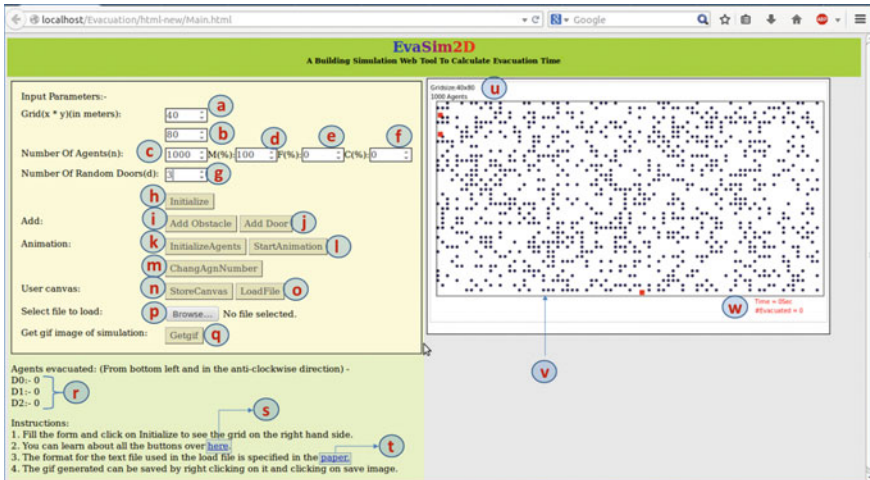 localhost/Evacuation/html-new/Main.html
Google
ABP
EvaSim2D
A Building Simulation Web Tool To Calculate Evacuation Time
Input Parameters:-
Grid(x * y)(in meters): 40 a
80 b
Number Of Agents(n): c 1000 M(%): 100 d F(%): 0 e C(%): 0 f
Number Of Random Doors(d): 3 g
h Initialize
Add: i Add Obstacle Add Door j
Animation: k InitializeAgents StartAnimation l
m ChangAgnNumber
User canvas: n StoreCanvas LoadFile o
Select file to load: p Browse... No file selected.
Get gif image of simulation: Getgif q
Gridsize:40x80 u
1000 Agents
w Time = 0Sec
#Evacuated = 0
v
Agents evacuated: (From bottom left and in the anti-clockwise direction) -
D0:- 0
D1:- 0 r
D2:- 0
s
Instructions:
1. Fill the form and click on Initialize to see the grid on the right hand side.
2. You can learn about all the buttons over here.
t
3. The format for the text file used in the load file is specified in the paper.
4. The gif generated can be saved by right clicking on it and clicking on save image.